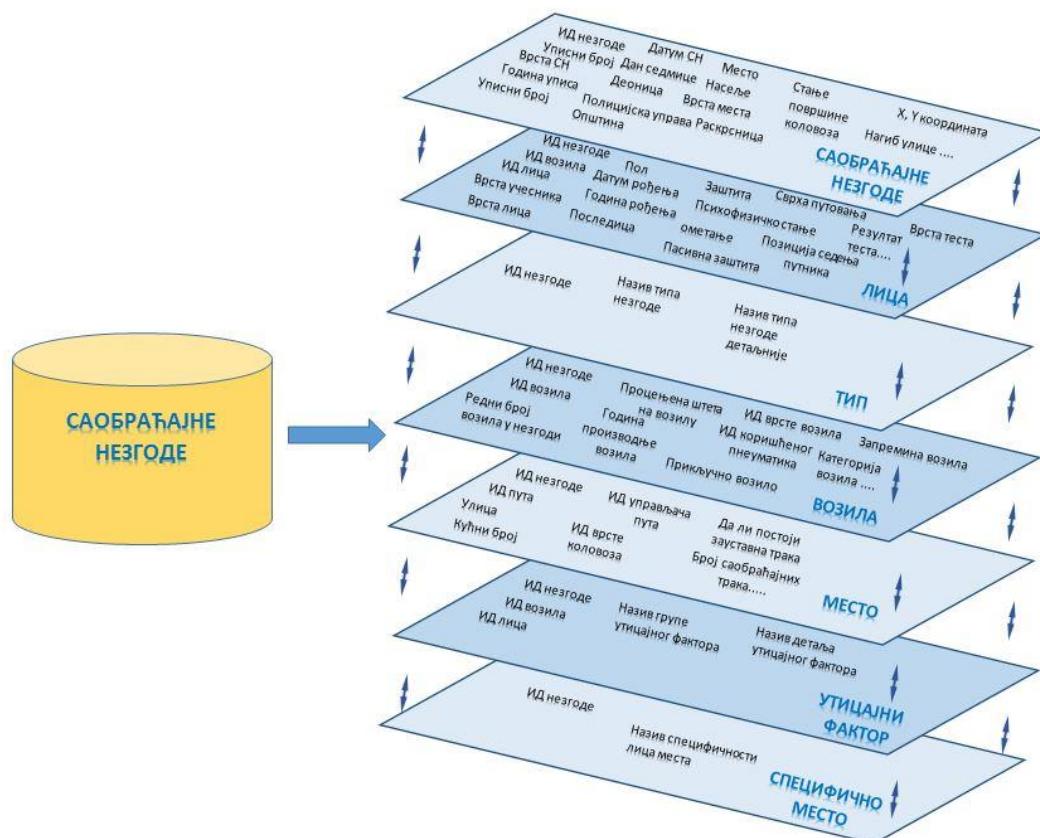 САОБРАЋАЈНЕ
НЕЗГОДЕ
ИД незгоде Датум СН Место Стање
Уписни број Дан седмице Насеље површине X, Y координата
Врста СН Деоница Врста места коловоза Нагиб улице ....
Година уписа Полицијска управа Раскрсница
Уписни број Општина
САОБРАЋАЈНЕ
НЕЗГОДЕ
ИД незгоде Пол Заштита Сврха путовања
ИД возила Датум рођења Психофизичко стање Резултат Врста теста
ИД лица Година рођења ометање Позиција седења теста....
Врста учесника Последица Пасивна заштита путника
Врста лица
ЛИЦА
ИД незгоде Назив типа Назив типа
незгоде незгоде
детаљније
ТИП
ИД незгоде Процењена штета ИД врсте возила Запремина возила
ИД возила на возилу ИД коришћеног Категорија
Редни број Година пнеуматика возила ....
возила у незгоди производње Прикључно возило
возила
ВОЗИЛА
ИД незгоде ИД управљача Да ли постоји
ИД пута пута зауставна трака
Улица ИД врсте Број саобраћајних
Кућни број коловоза трака.....
МЕСТО
ИД незгоде Назив групе Назив детаља
ИД возила утицајног фактора утицајног фактора
ИД лица
УТИЦАЈНИ
ФАКТОР
ИД незгоде
Назив специфичности
лица места
СПЕЦИФИЧНО
МЕСТО